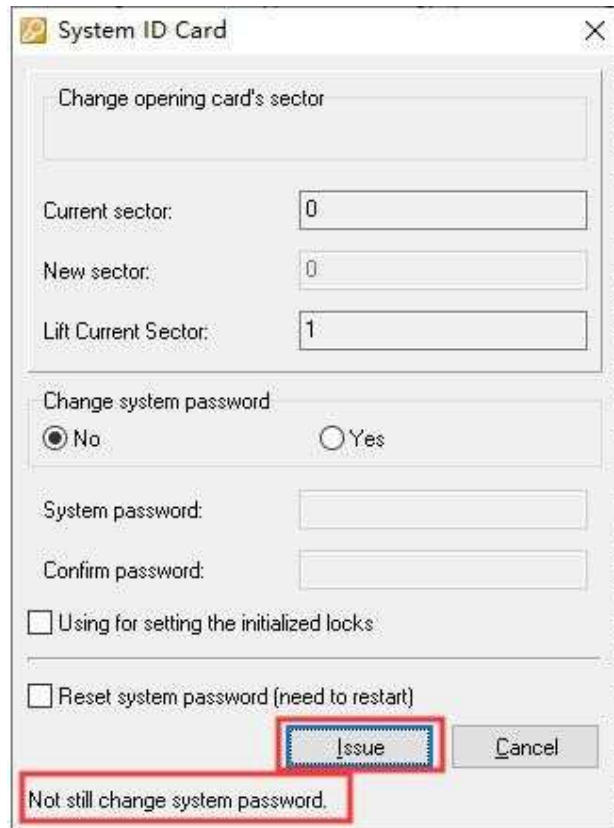 System ID Card
Change opening card's sector
Current sector: 0
New sector: 0
Lift Current Sector: 1
Change system password
No Yes
System password:
Confirm password:
Using for setting the initialized locks
Reset system password (need to restart)
Issue Cancel
Not still change system password.